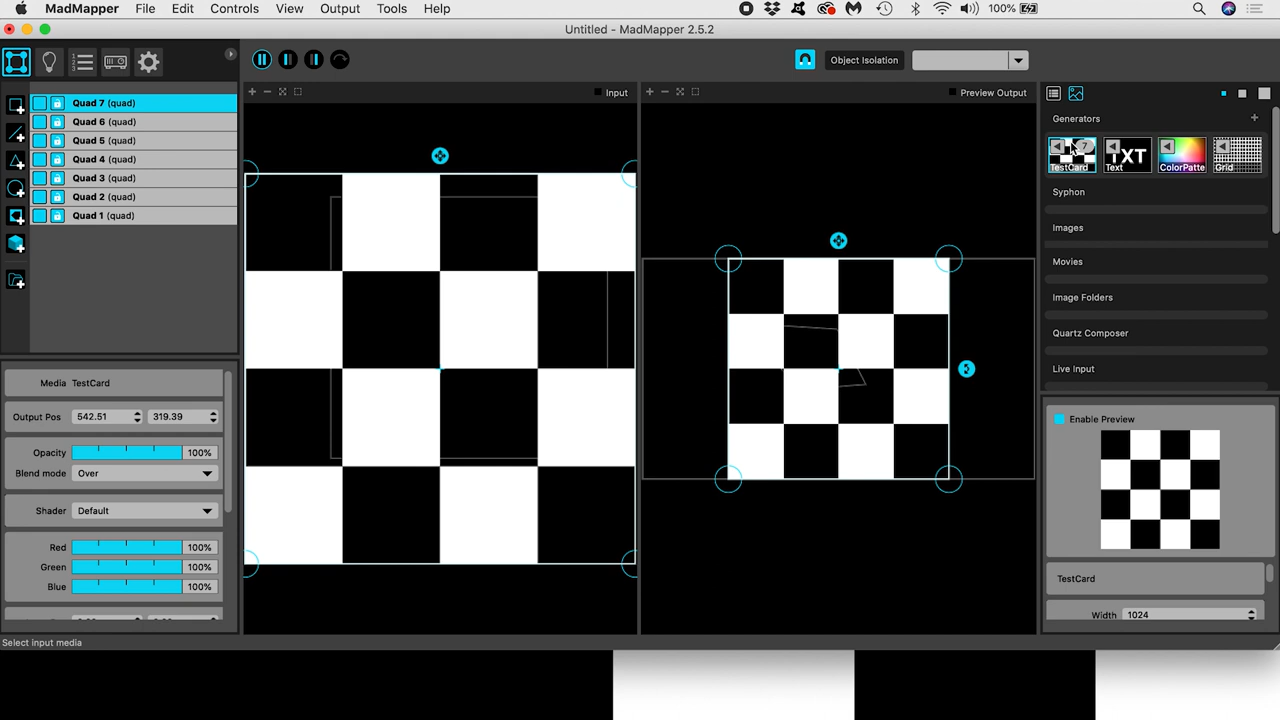 MadMapper File Edit Controls View Output Tools Help 100%
Untitled - MadMapper 2.5.2
Object Isolation
Input
Preview Output
Quad 7 (quad)
Quad 6 (quad)
Quad 5 (quad)
Quad 4 (quad)
Quad 3 (quad)
Quad 2 (quad)
Quad 1 (quad)
Media TestCard
Output Pos 542.51 319.39
Opacity 100%
Blend mode Over
Shader Default
Red 100%
Green 100%
Blue 100%
Select input media
Generators
7
TXT
TestCard Text ColorPatte Grid
Syphon
Images
Movies
Image Folders
Quartz Composer
Live Input
Enable Preview
TestCard
Width 1024